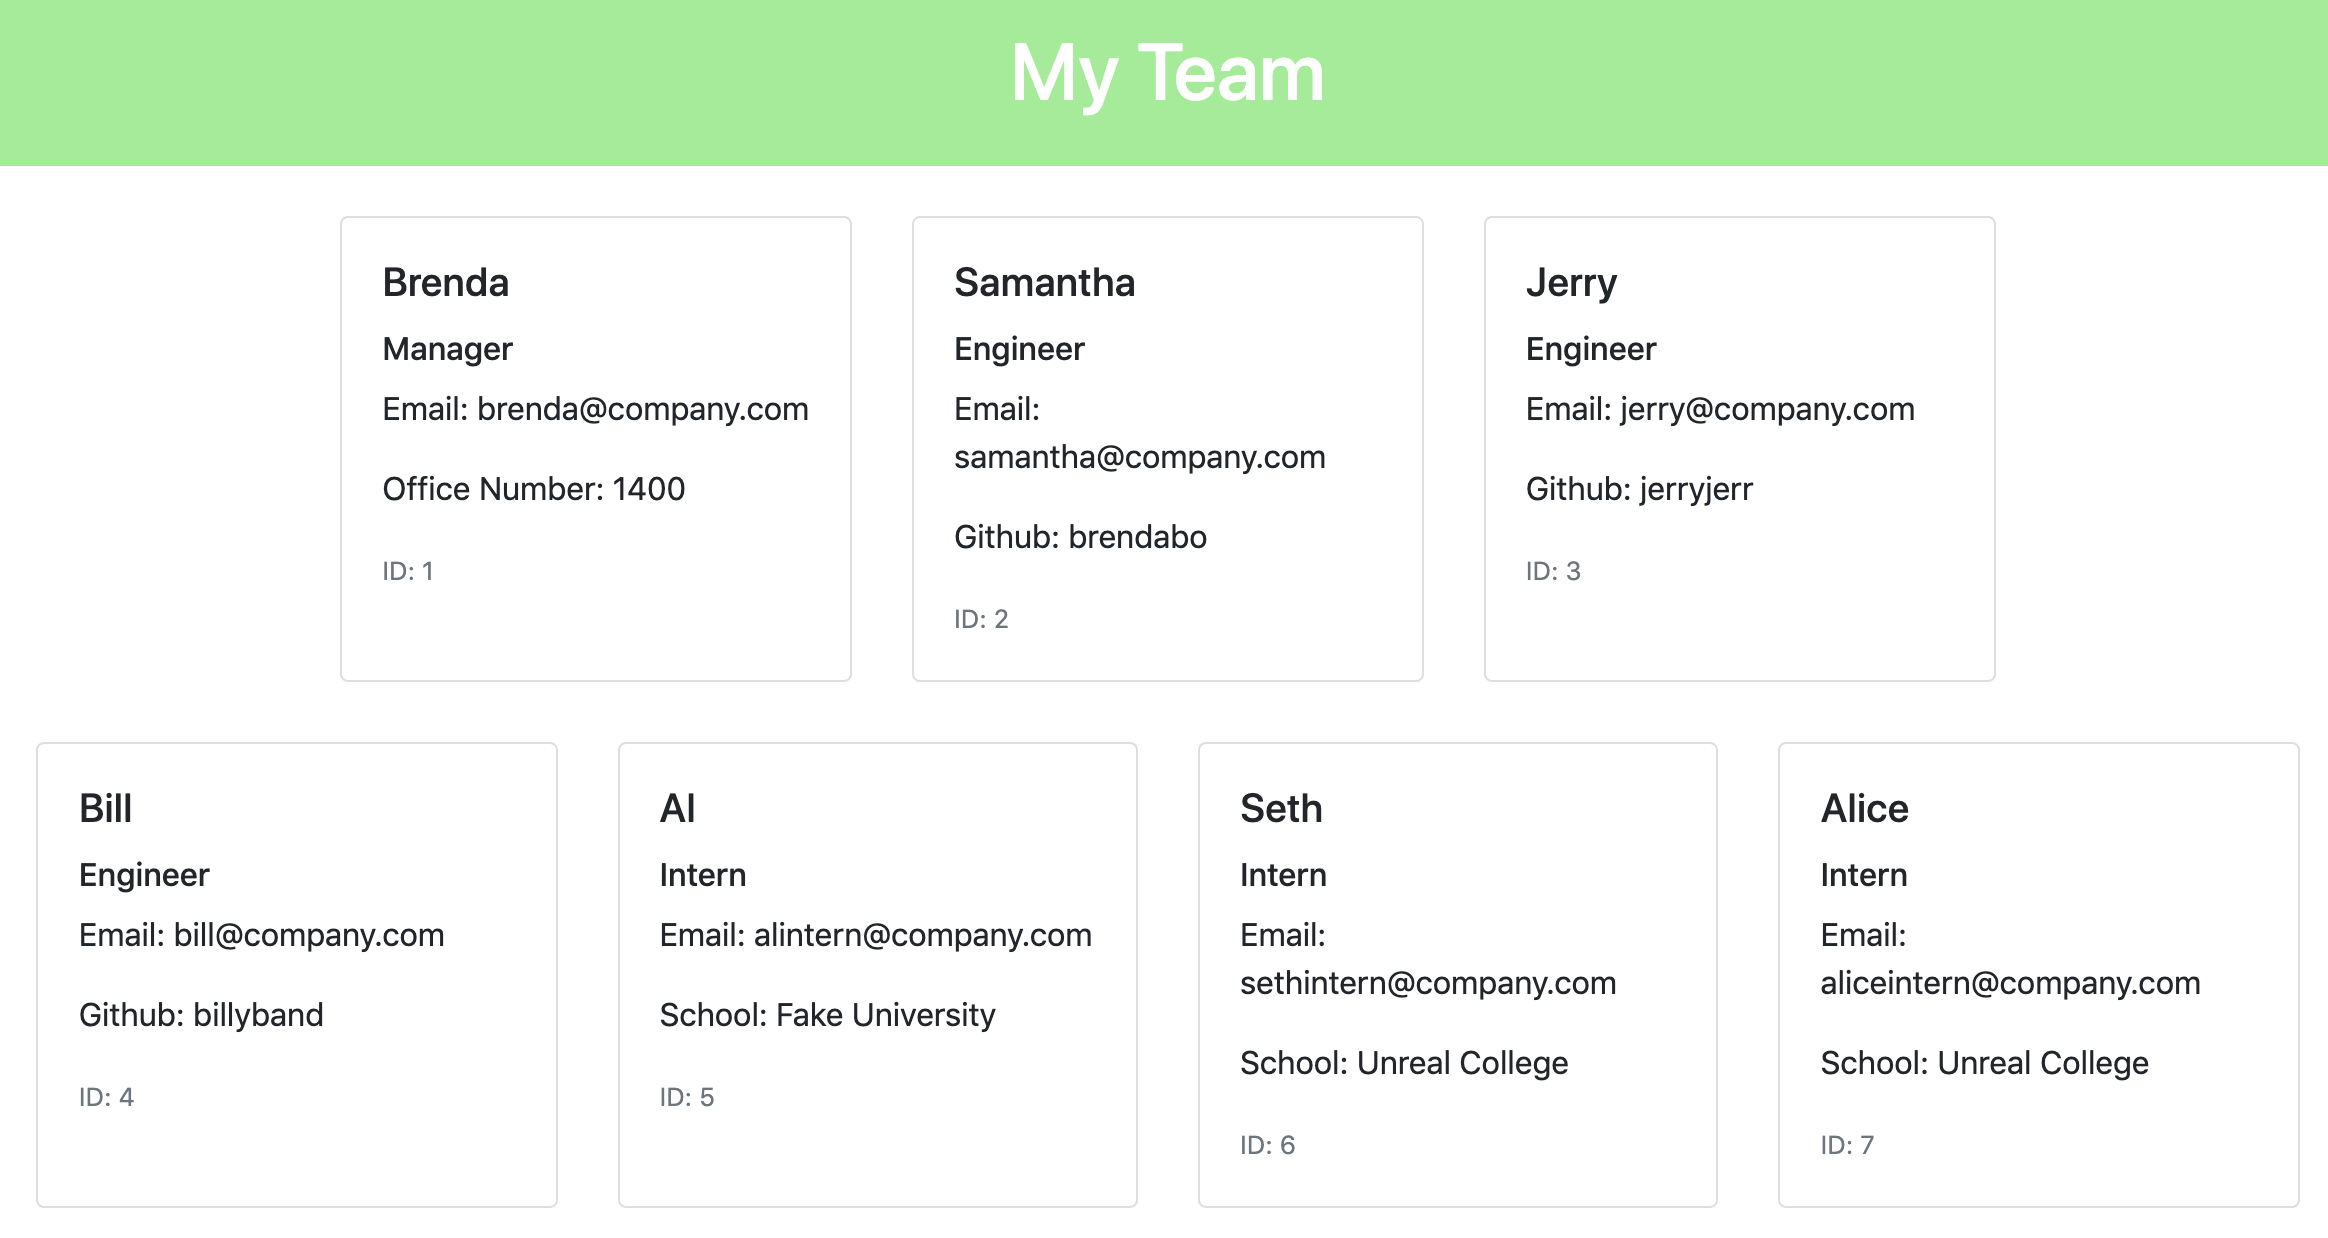 My Team
Brenda
Manager
Email: brenda@company.com
Office Number: 1400
ID: 1
Samantha
Engineer
Email:
samantha@company.com
Github: brendabo
ID: 2
Jerry
Engineer
Email: jerry@company.com
Github: jerryjerr
ID: 3
Bill
Engineer
Email: bill@company.com
Github: billyband
ID: 4
Al
Intern
Email: alintern@company.com
School: Fake University
ID: 5
Seth
Intern
Email:
sethintern@company.com
School: Unreal College
ID: 6
Alice
Intern
Email:
aliceintern@company.com
School: Unreal College
ID: 7